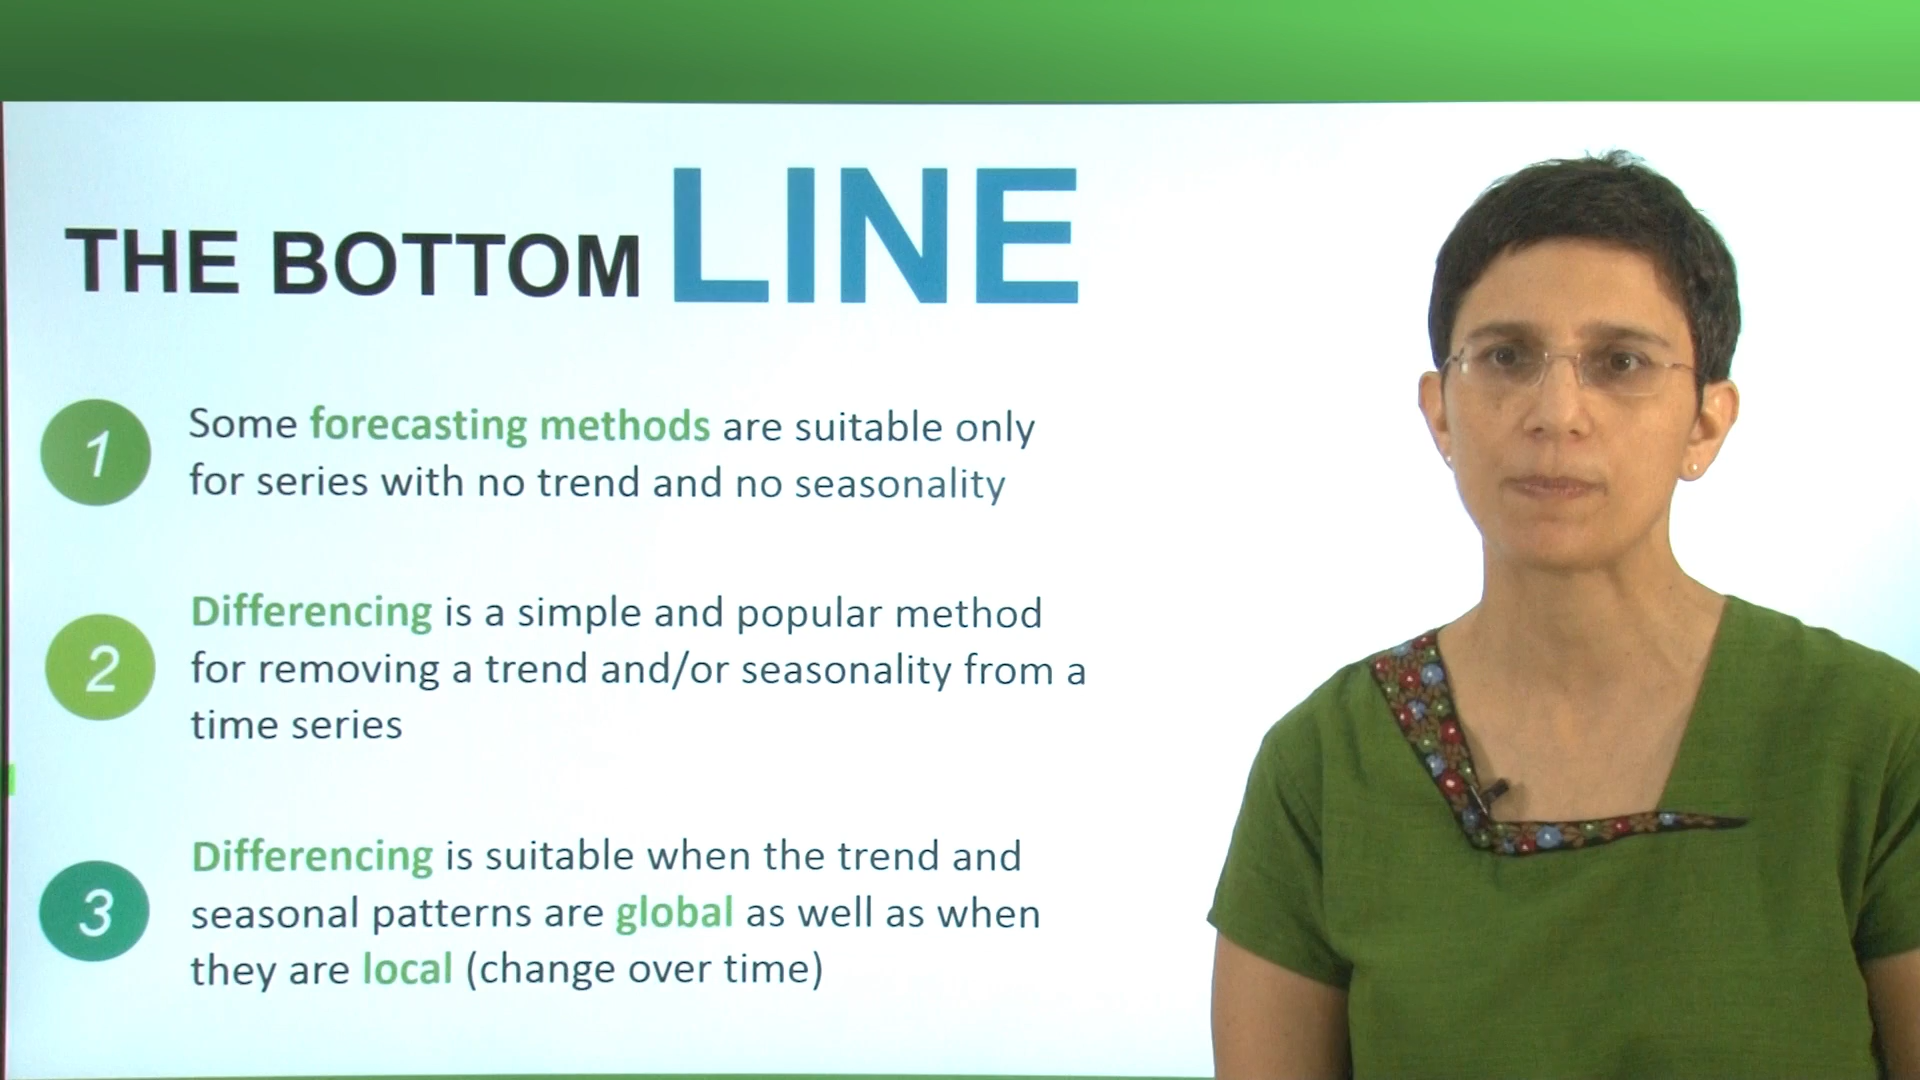 THE BOTTOM LINE
1
Some forecasting methods are suitable only
for series with no trend and no seasonality
2
Differencing is a simple and popular method
for removing a trend and/or seasonality from a
time series
3
Differencing is suitable when the trend and
seasonal patterns are global as well as when
they are local (change over time)